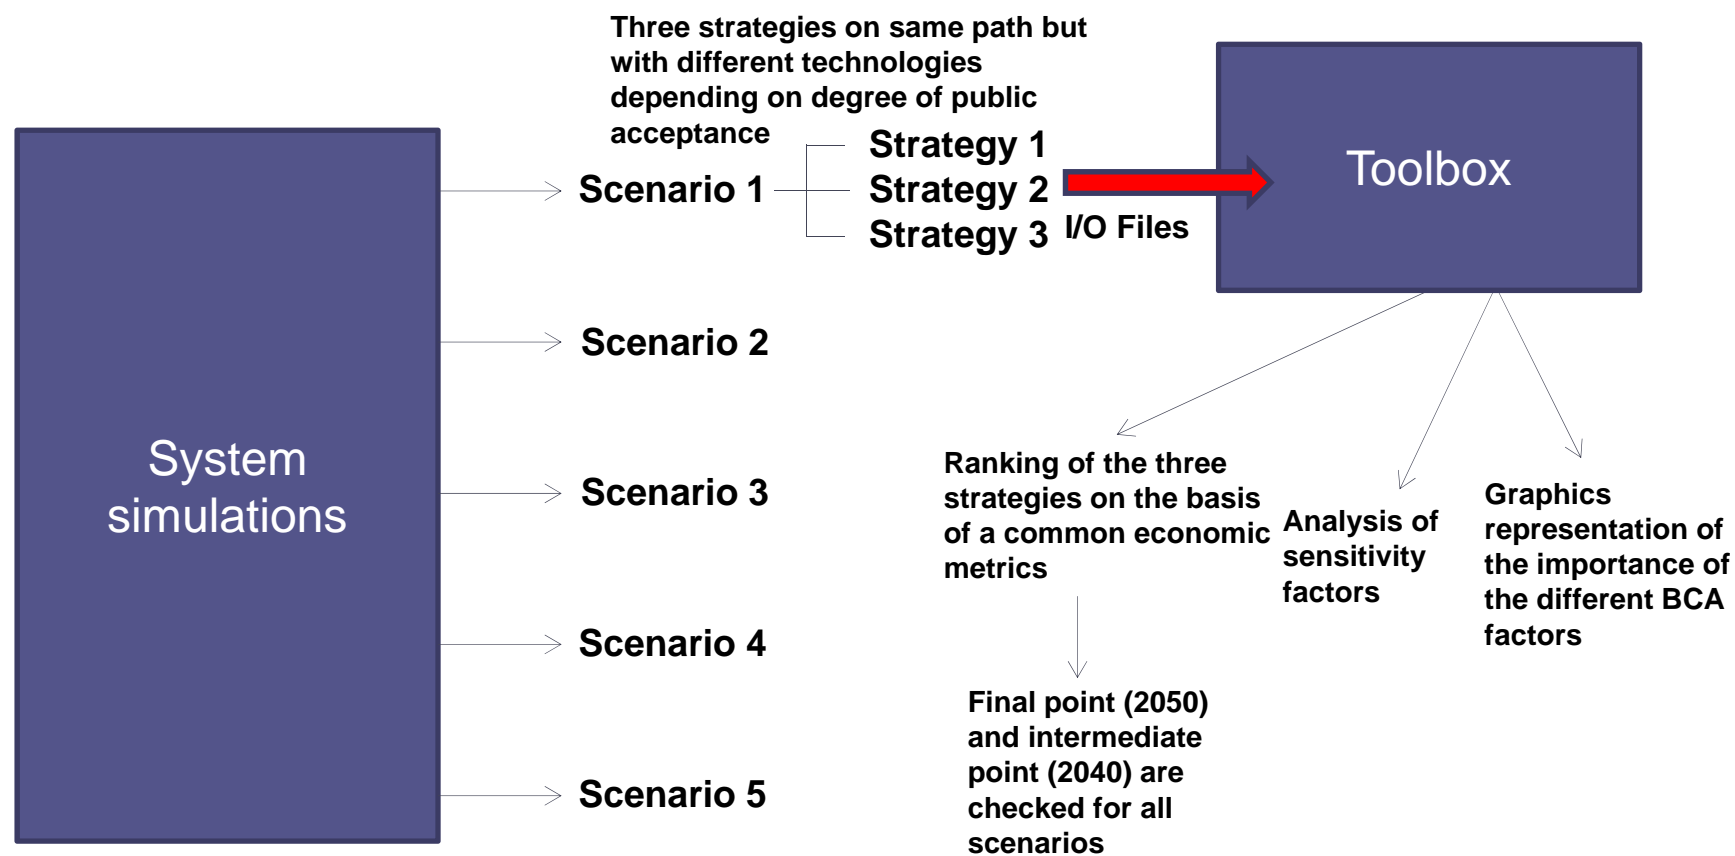 Three strategies on same path but
with different technologies
depending on degree of public
acceptance
System
simulations
Scenario 1
Strategy 1
Strategy 2
Strategy 3
I/O Files
Toolbox
Scenario 2
Scenario 3
Scenario 4
Scenario 5
Ranking of the three
strategies on the basis
of a common economic
metrics
Analysis of
sensitivity
factors
Graphics
representation of
the importance of
the different BCA
factors
Final point (2050)
and intermediate
point (2040) are
checked for all
scenarios